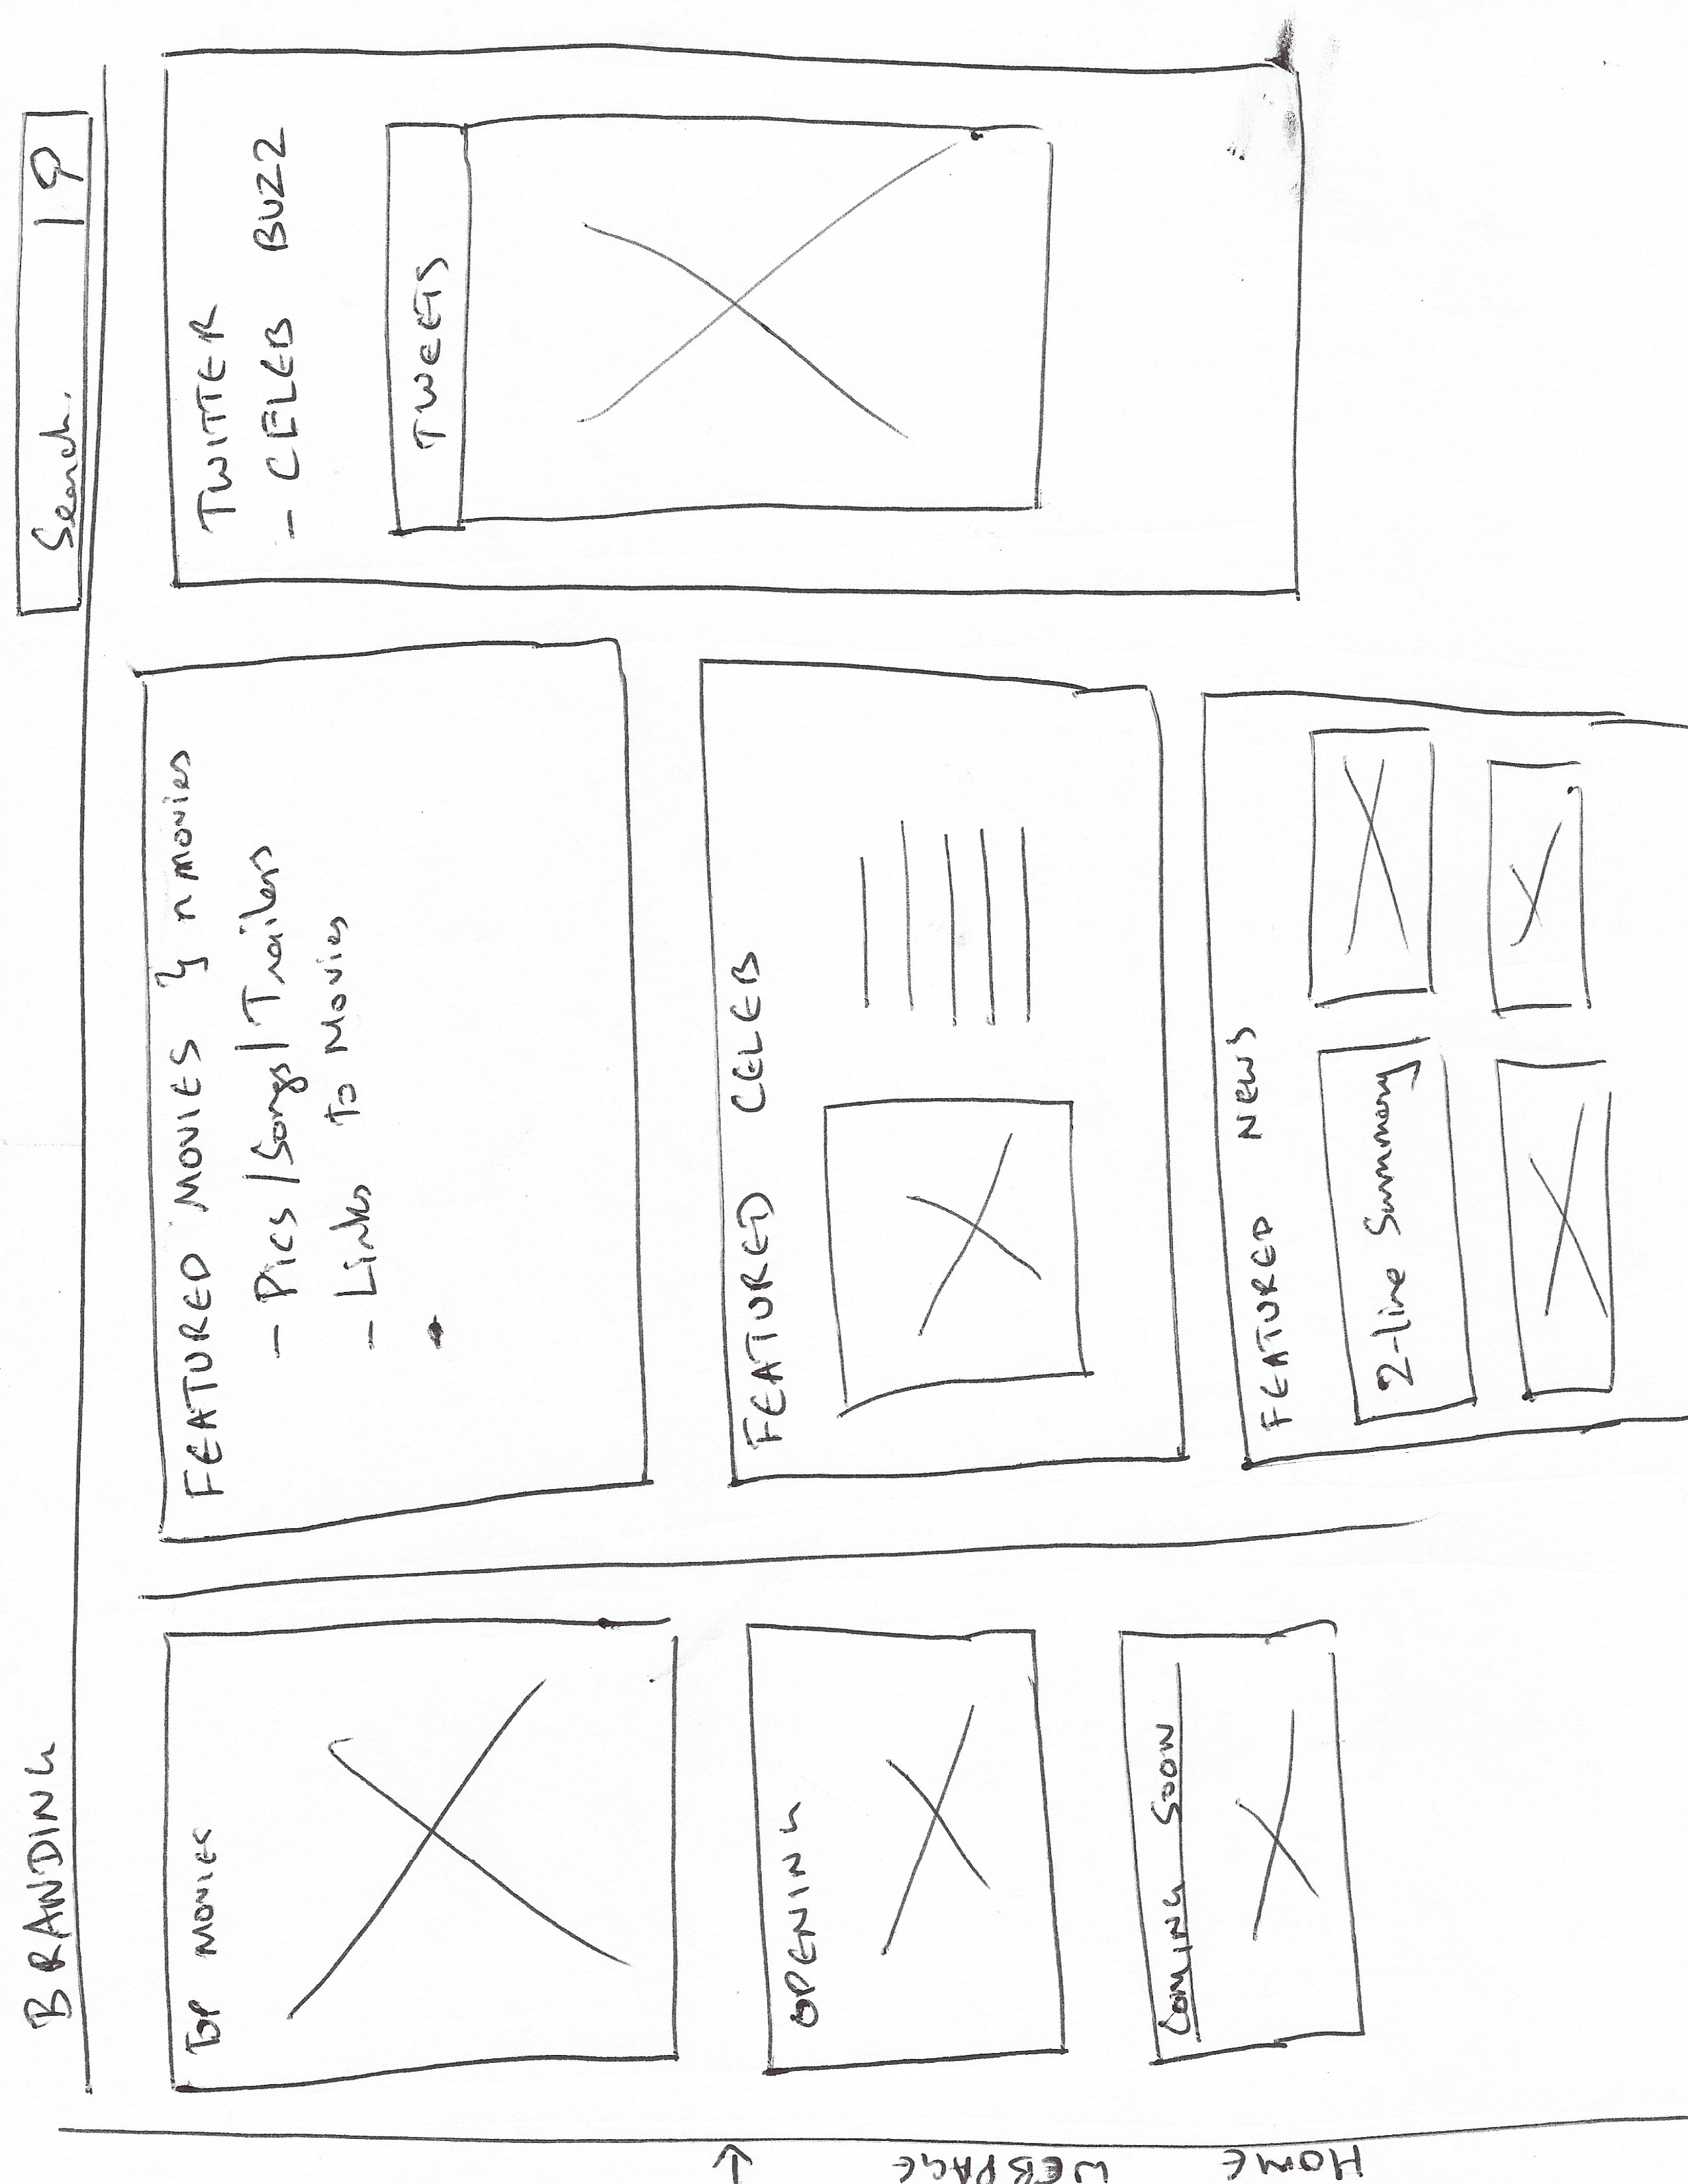 BRANDING
Search.
TOP MOVIES
OPENING
COMING SOON
FEATURED MOVIES } n movies
- Pics/Songs/Trailers
- Links to Movies
FEATURED CELEB
FEATURED NEWS
2-line Summary
TWITTER
- CELEB BUZZ
TWEETS
HOME WEBPAGE →